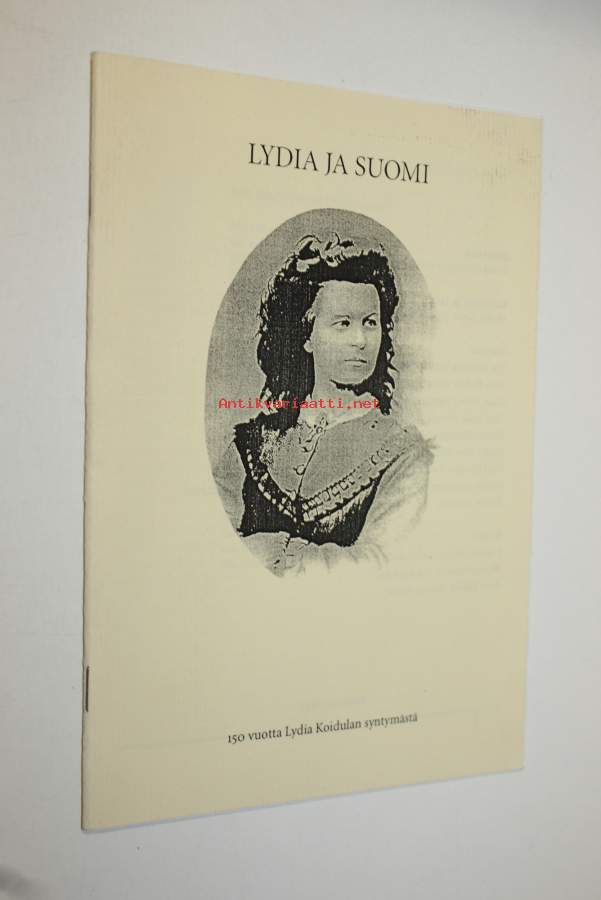 LYDIA JA SUOMI
Antikvariaatti.net
150 vuotta Lydia Koidulan syntymästä